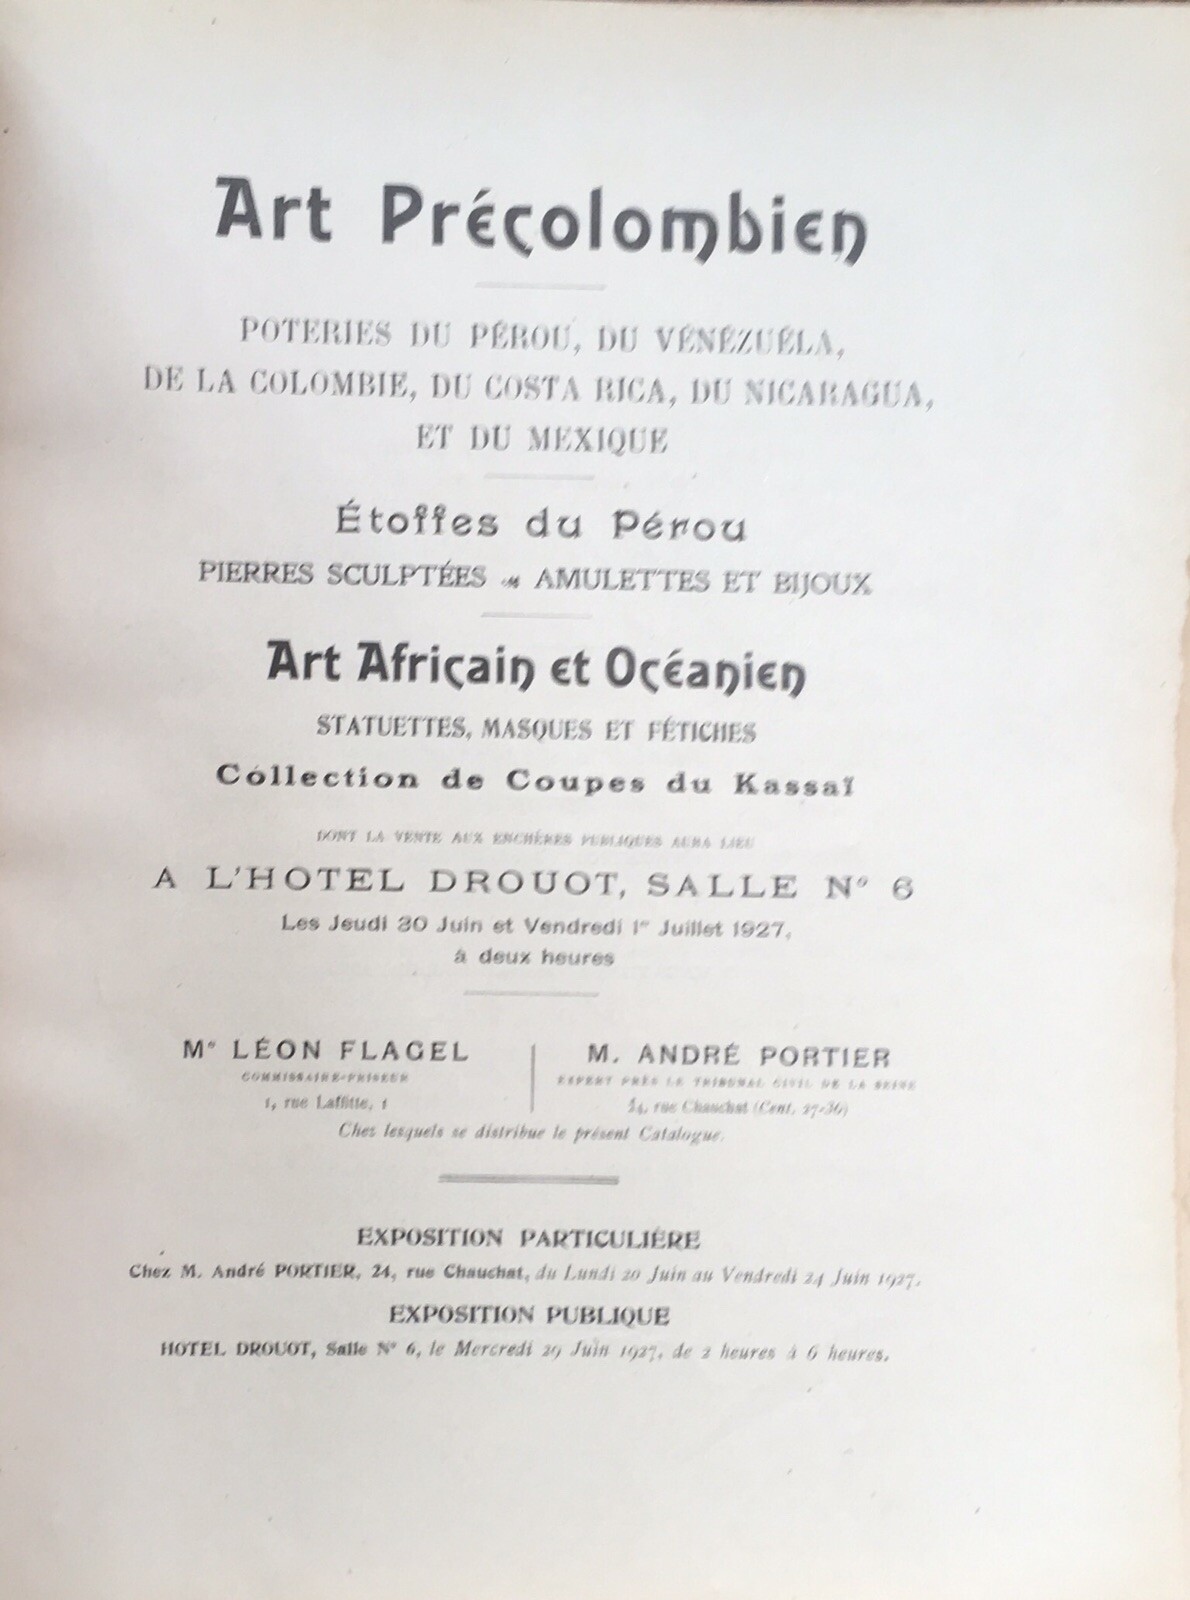 Art Précolombien
POTERIES DU PÉROU, DU VÉNÉZUÉLA,
DE LA COLOMBIE, DU COSTA RICA, DU NICARAGUA,
ET DU MEXIQUE
Étoffes du Pérou
PIERRES SCULPTÉES AMULETTES ET BIJOUX
Art Africain et Océanien
STATUETTES, MASQUES ET FÉTICHES
Collection de Coupes du Kassaï
DONT LA VENTE AUX ENCHÈRES PUBLIQUES AURA LIEU
A L'HOTEL DROUOT, SALLE Nº 6
Les Jeudi 30 Juin et Vendredi 1er Juillet 1927,
à deux heures
Me LÉON FLAGEL
COMMISSAIRE-PRISEUR
1, rue Laffitte, 1
M. ANDRÉ PORTIER
EXPERT PRÈS LE TRIBUNAL CIVIL DE LA SEINE
24, rue Chauchat (Cent. 27-36)
Chez lesquels se distribue le présent Catalogue.
EXPOSITION PARTICULIÈRE
Chez M. André PORTIER, 24, rue Chauchat, du Lundi 20 Juin au Vendredi 24 Juin 1927.
EXPOSITION PUBLIQUE
HOTEL DROUOT, Salle Nº 6, le Mercredi 29 Juin 1927, de 2 heures à 6 heures.